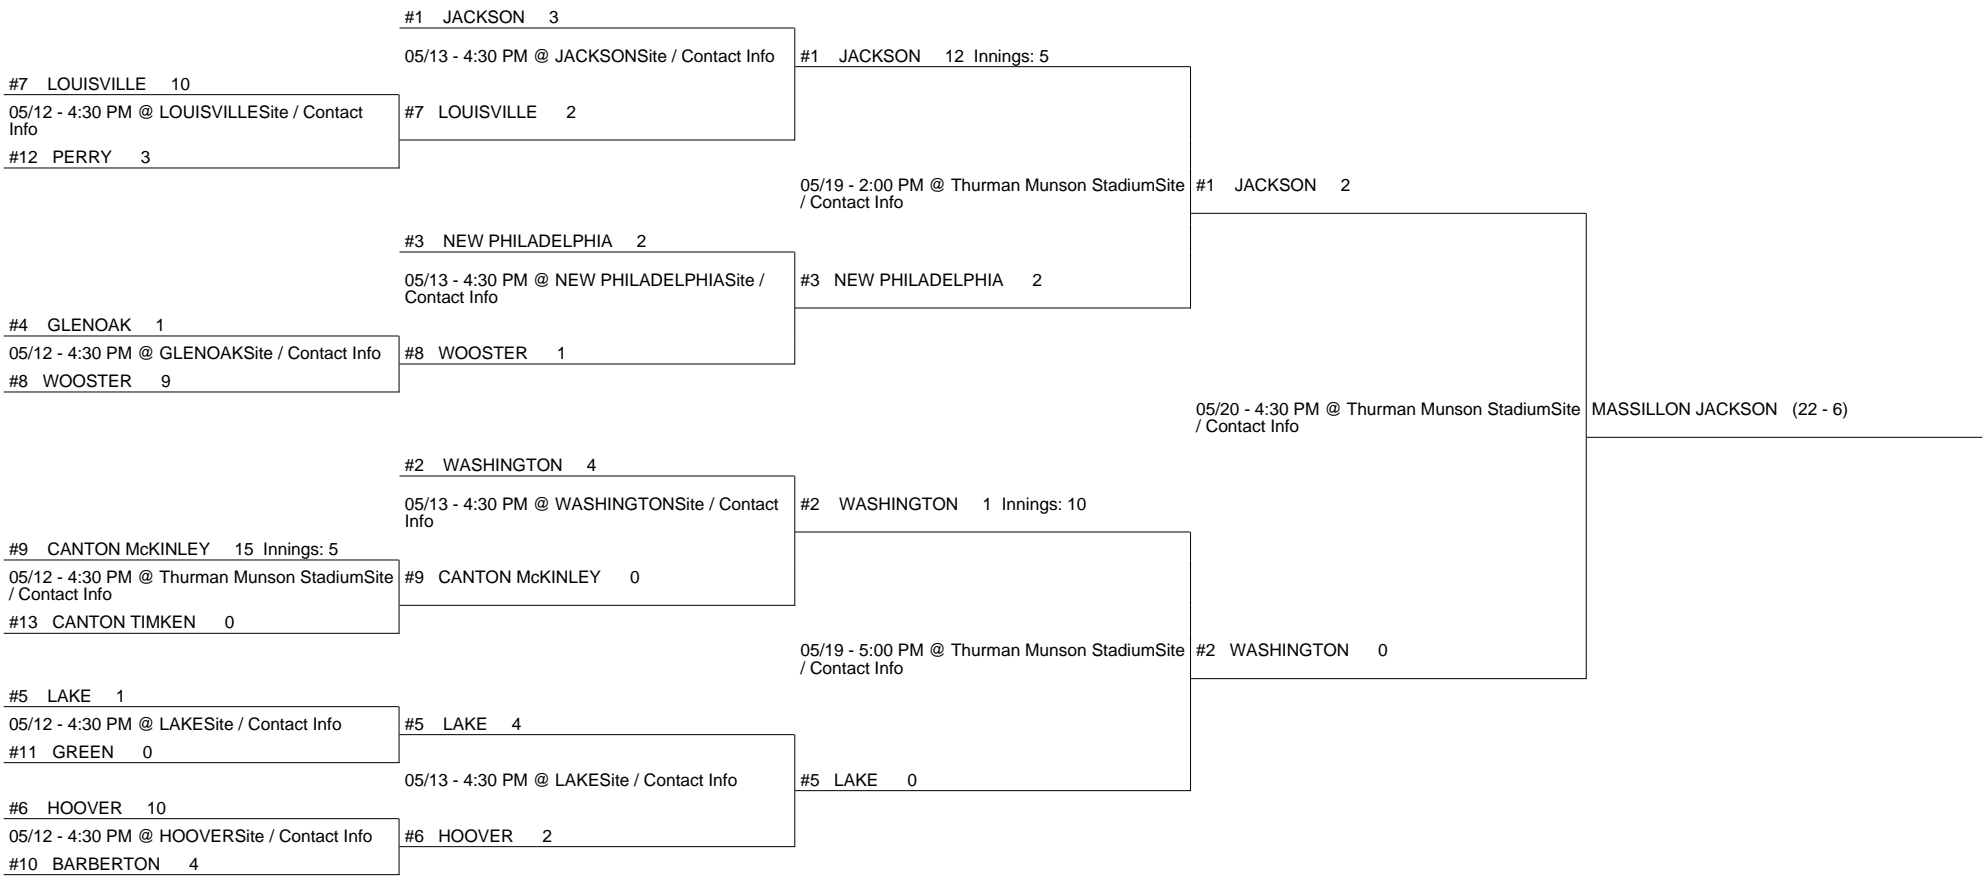 #1 JACKSON 3
05/13 - 4:30 PM @ JACKSONSite / Contact Info
#1 JACKSON 12 Innings: 5
#7 LOUISVILLE 10
05/12 - 4:30 PM @ LOUISVILLESite / Contact
Info
#7 LOUISVILLE 2
#12 PERRY 3
05/19 - 2:00 PM @ Thurman Munson StadiumSite
/ Contact Info
#1 JACKSON 2
#3 NEW PHILADELPHIA 2
05/13 - 4:30 PM @ NEW PHILADELPHIASite /
Contact Info
#3 NEW PHILADELPHIA 2
#4 GLENOAK 1
05/12 - 4:30 PM @ GLENOAKSite / Contact Info
#8 WOOSTER 1
#8 WOOSTER 9
05/20 - 4:30 PM @ Thurman Munson StadiumSite
/ Contact Info
MASSILLON JACKSON (22 - 6)
#2 WASHINGTON 4
05/13 - 4:30 PM @ WASHINGTONSite / Contact
Info
#2 WASHINGTON 1 Innings: 10
#9 CANTON McKINLEY 15 Innings: 5
05/12 - 4:30 PM @ Thurman Munson StadiumSite
/ Contact Info
#9 CANTON McKINLEY 0
#13 CANTON TIMKEN 0
05/19 - 5:00 PM @ Thurman Munson StadiumSite
/ Contact Info
#2 WASHINGTON 0
#5 LAKE 1
05/12 - 4:30 PM @ LAKESite / Contact Info
#5 LAKE 4
#11 GREEN 0
05/13 - 4:30 PM @ LAKESite / Contact Info
#5 LAKE 0
#6 HOOVER 10
05/12 - 4:30 PM @ HOOVERSite / Contact Info
#6 HOOVER 2
#10 BARBERTON 4